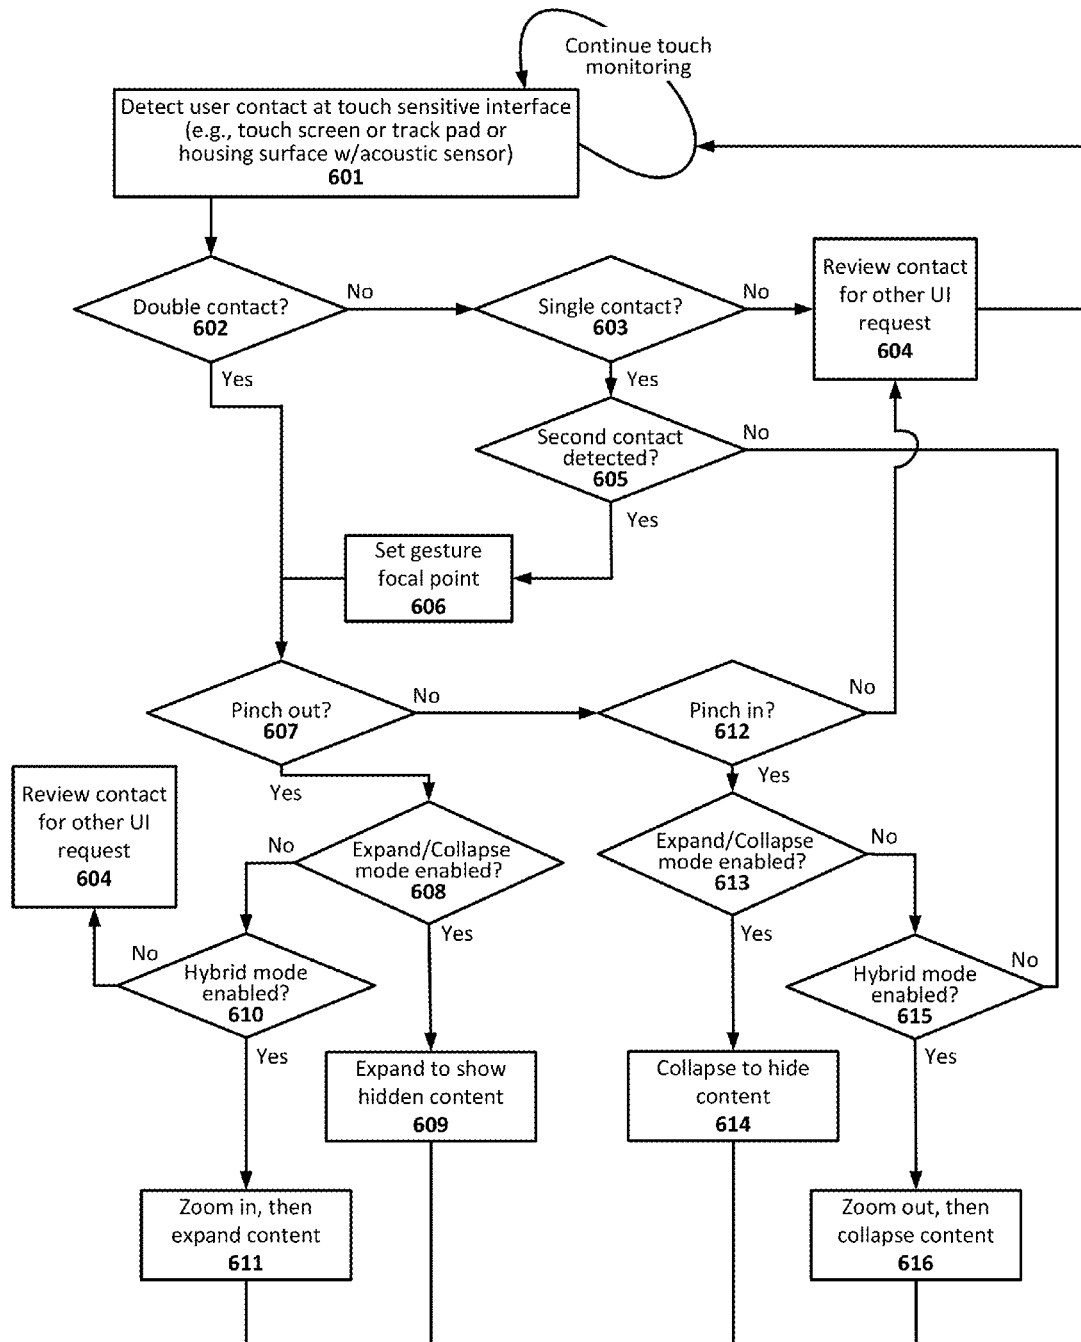 Continue touch
monitoring
Detect user contact at touch sensitive interface
(e.g., touch screen or track pad or
housing surface w/acoustic sensor)
601
Double contact?
602
No
Yes
Single contact?
603
No
Yes
Review contact
for other UI
request
604
Second contact
detected?
605
No
Yes
Set gesture
focal point
606
Pinch out?
607
No
Yes
Pinch in?
612
No
Yes
Review contact
for other UI
request
604
Expand/Collapse
mode enabled?
608
No
Yes
Expand/Collapse
mode enabled?
613
No
Yes
Hybrid mode
enabled?
610
No
Yes
Hybrid mode
enabled?
615
No
Yes
Expand to show
hidden content
609
Collapse to hide
content
614
Zoom in, then
expand content
611
Zoom out, then
collapse content
616